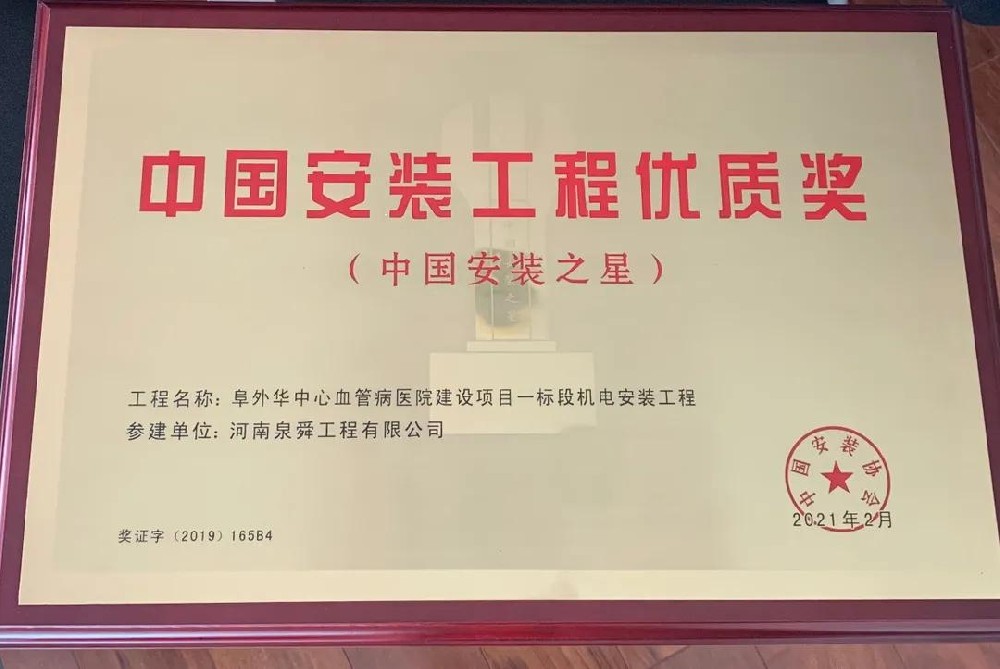 中国安装工程优质奖
（中国安装之星）
工程名称：阜外华中心血管病医院建设项目一标段机电安装工程
参建单位：河南泉舜工程有限公司
中国安装协会
2021年2月
奖证字（2019）165B4